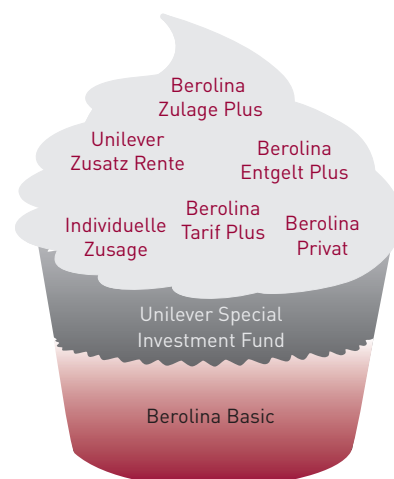 Berolina
Zulage Plus
Unilever
Zusatz Rente
Berolina
Entgelt Plus
Individuelle
Zusage
Berolina
Tarif Plus
Berolina
Privat
Unilever Special
Investment Fund
Berolina Basic